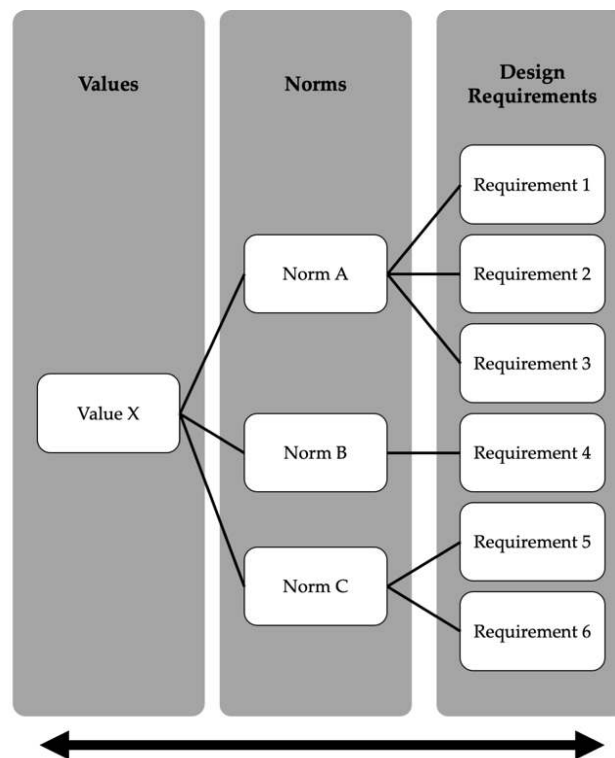 Values
Norms
Design
Requirements
Value X
Norm A
Norm B
Norm C
Requirement 1
Requirement 2
Requirement 3
Requirement 4
Requirement 5
Requirement 6